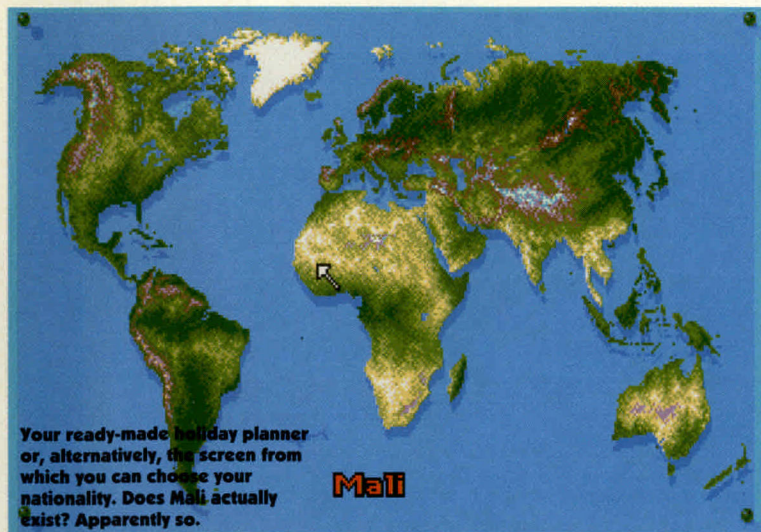 Your ready-made holiday planner
or, alternatively, the screen from
which you can choose your
nationality. Does Mali actually
exist? Apparently so.
Mali